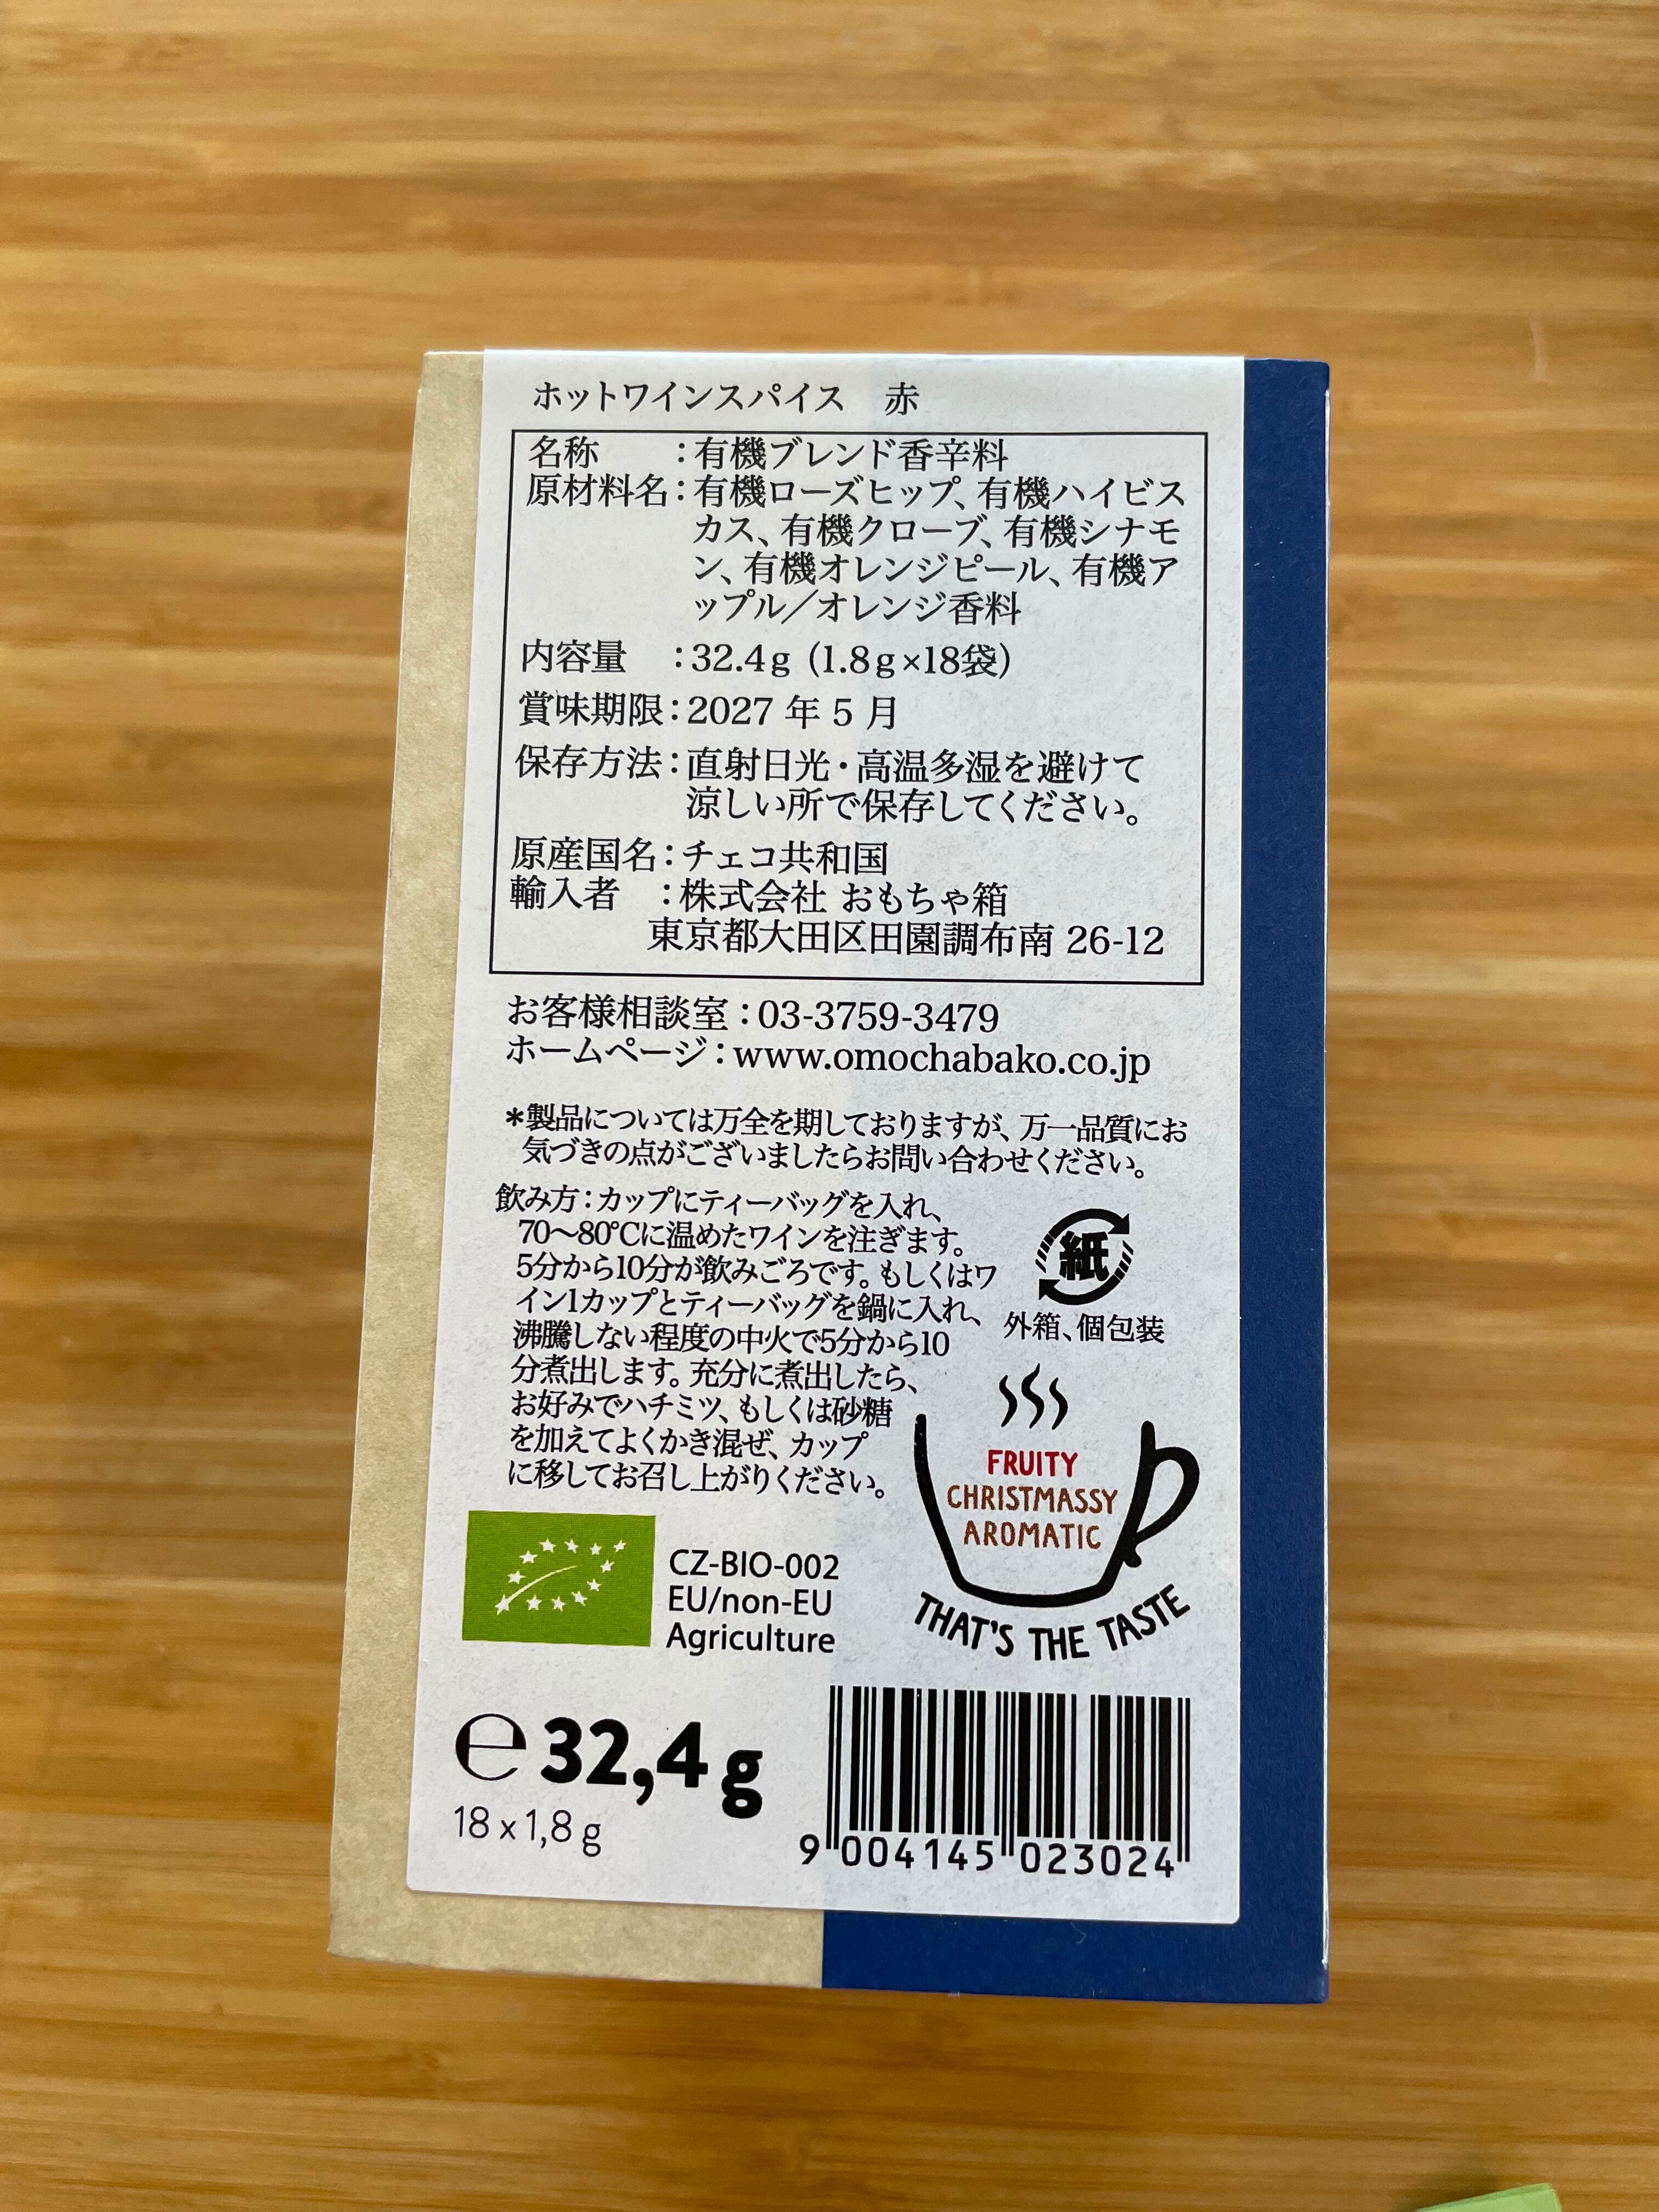 ホットワインスパイス　赤
名称　　：有機ブレンド香辛料
原材料名：有機ローズヒップ、有機ハイビス
カス、有機クローブ、有機シナモ
ン、有機オレンジピール、有機ア
ップル／オレンジ香料
内容量　：32.4g (1.8g×18袋)
賞味期限：2027 年 5 月
保存方法：直射日光・高温多湿を避けて
涼しい所で保存してください。
原産国名：チェコ共和国
輸入者　：株式会社 おもちゃ箱
東京都大田区田園調布南 26-12
お客様相談室：03-3759-3479
ホームページ：www.omochabako.co.jp
＊製品については万全を期しておりますが、万一品質にお
気づきの点がございましたらお問い合わせください。
飲み方：カップにティーバッグを入れ、
70〜80℃に温めたワインを注ぎます。
5分から10分が飲みごろです。もしくはワ
イン1カップとティーバッグを鍋に入れ、
沸騰しない程度の中火で5分から10
分煮出します。充分に煮出したら、
お好みでハチミツ、もしくは砂糖
を加えてよくかき混ぜ、カップ
に移してお召し上がりください。
紙
外箱、個包装
FRUITY
CHRISTMASSY
AROMATIC
THAT'S THE TASTE
CZ-BIO-002
EU/non-EU
Agriculture
℮ 32,4 g
18 x 1,8 g
9 004145 023024